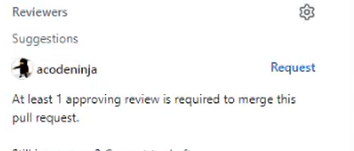 Reviewers
Suggestions
acodeninja Request
At least 1 approving review is required to merge this
pull request.